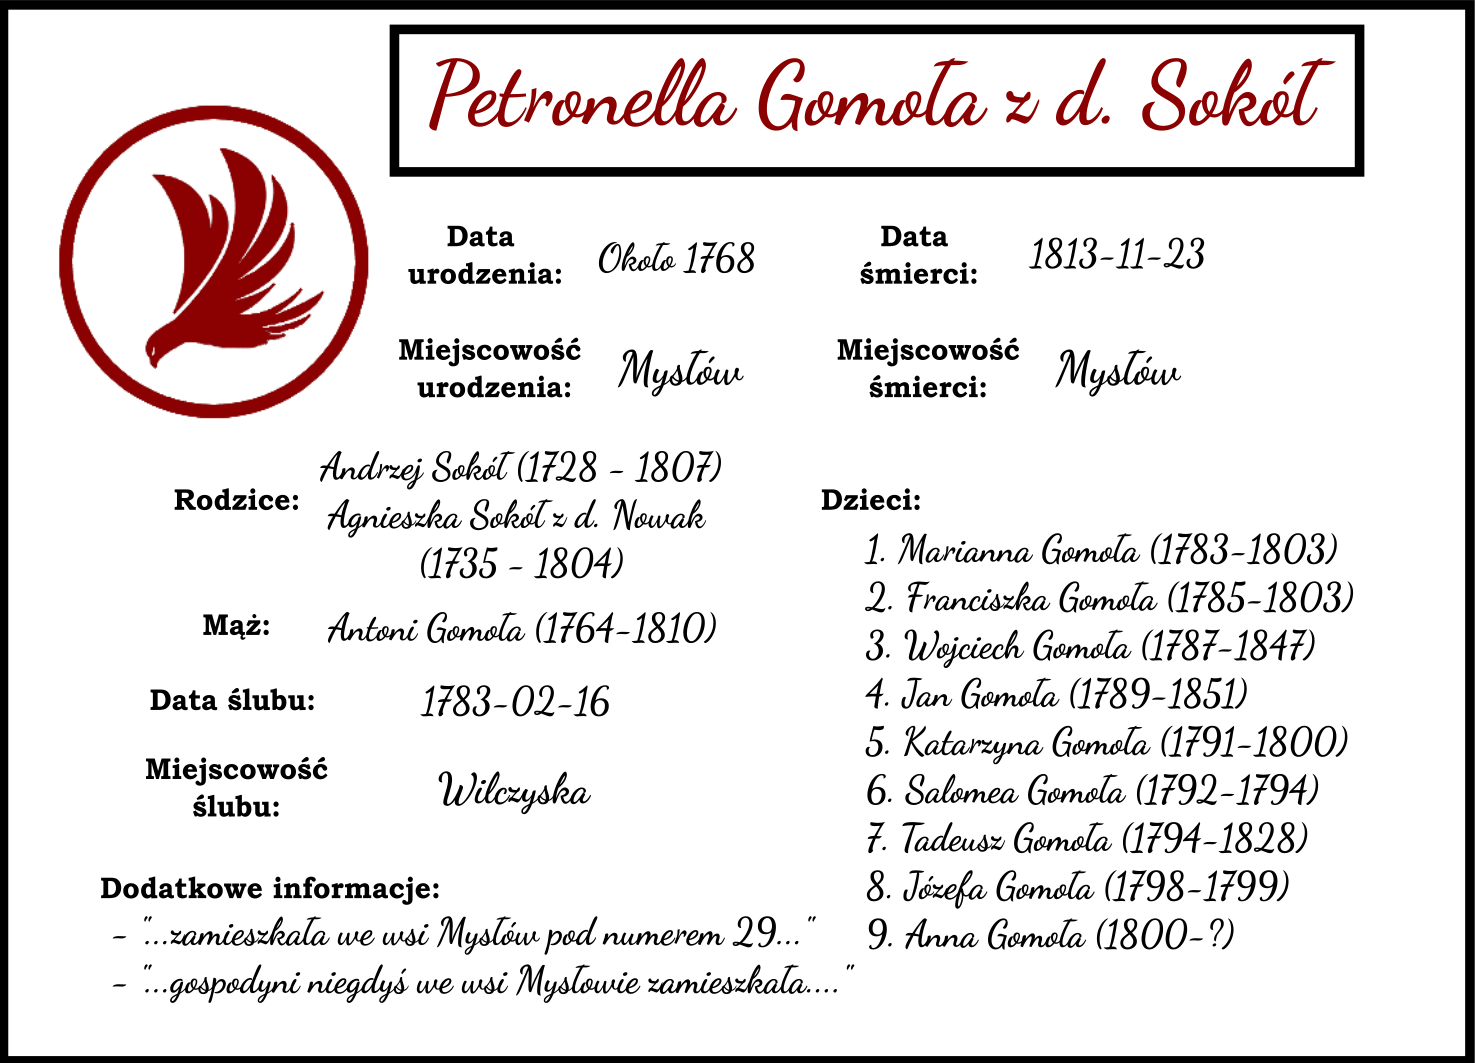 Petronella Gomoła z d. Sokół
Data
urodzenia:
Około 1768
Data
śmierci:
1813-11-23
Miejscowość
urodzenia:
Mysłów
Miejscowość
śmierci:
Mysłów
Rodzice:
Andrzej Sokół (1728 - 1807)
Agnieszka Sokół z d. Nowak
(1735 - 1804)
Mąż:
Antoni Gomoła (1764-1810)
Data ślubu:
1783-02-16
Miejscowość
ślubu:
Wilczyska
Dzieci:
1. Marianna Gomoła (1783-1803)
2. Franciszka Gomoła (1785-1803)
3. Wojciech Gomoła (1787-1847)
4. Jan Gomoła (1789-1851)
5. Katarzyna Gomoła (1791-1800)
6. Salomea Gomoła (1792-1794)
7. Tadeusz Gomoła (1794-1828)
8. Józefa Gomoła (1798-1799)
9. Anna Gomoła (1800-?)
Dodatkowe informacje:
- "...zamieszkała we wsi Mysłów pod numerem 29..."
- "...gospodyni niegdyś we wsi Mysłowie zamieszkała...."